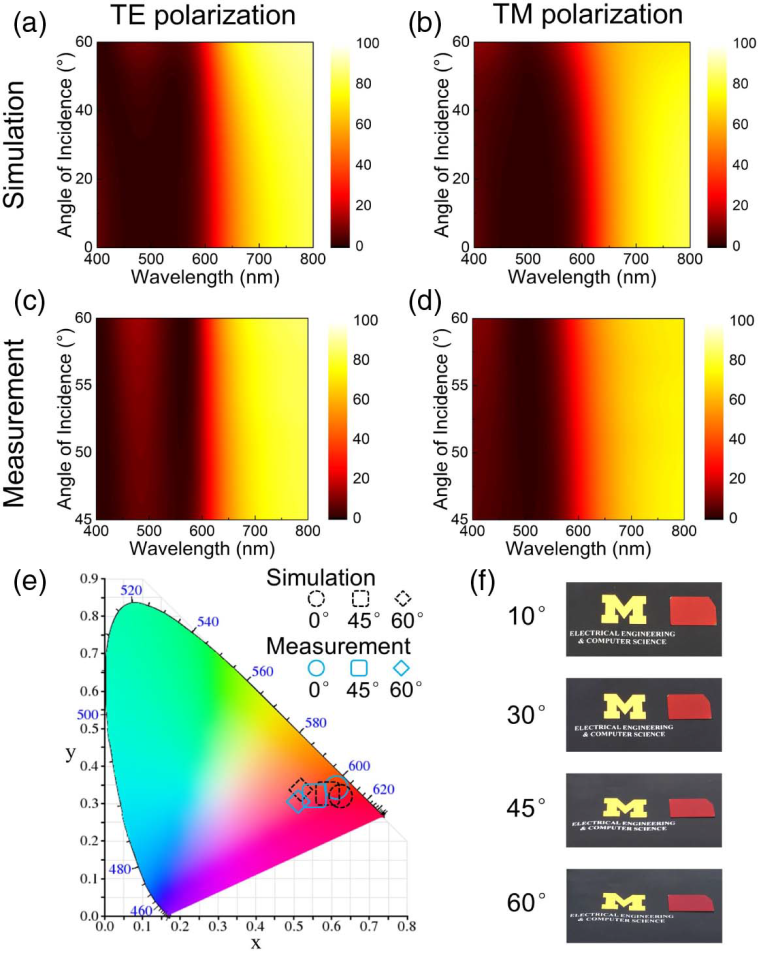 TE polarization
TM polarization
Simulation
(a)
Angle of Incidence (°)
60
40
20
0
400 500 600 700 800
Wavelength (nm)
100
80
60
40
20
0
(b)
Angle of Incidence (°)
60
40
20
0
400 500 600 700 800
Wavelength (nm)
100
80
60
40
20
0
Measurement
(c)
Angle of Incidence (°)
60
55
50
45
400 500 600 700 800
Wavelength (nm)
100
80
60
40
20
0
(d)
Angle of Incidence (°)
60
55
50
45
400 500 600 700 800
Wavelength (nm)
100
80
60
40
20
0
(e)
Simulation
0° 45° 60°
Measurement
0° 45° 60°
0.9
0.8
0.7
0.6
0.5
0.4
0.3
0.2
0.1
0.0
y
520
540
560
580
600
620
500
480
460
0.0 0.1 0.2 0.3 0.4 0.5 0.6 0.7 0.8
x
(f)
10°
M
ELECTRICAL ENGINEERING
& COMPUTER SCIENCE
30°
M
ELECTRICAL ENGINEERING
& COMPUTER SCIENCE
45°
M
ELECTRICAL ENGINEERING
& COMPUTER SCIENCE
60°
M
ELECTRICAL ENGINEERING
& COMPUTER SCIENCE